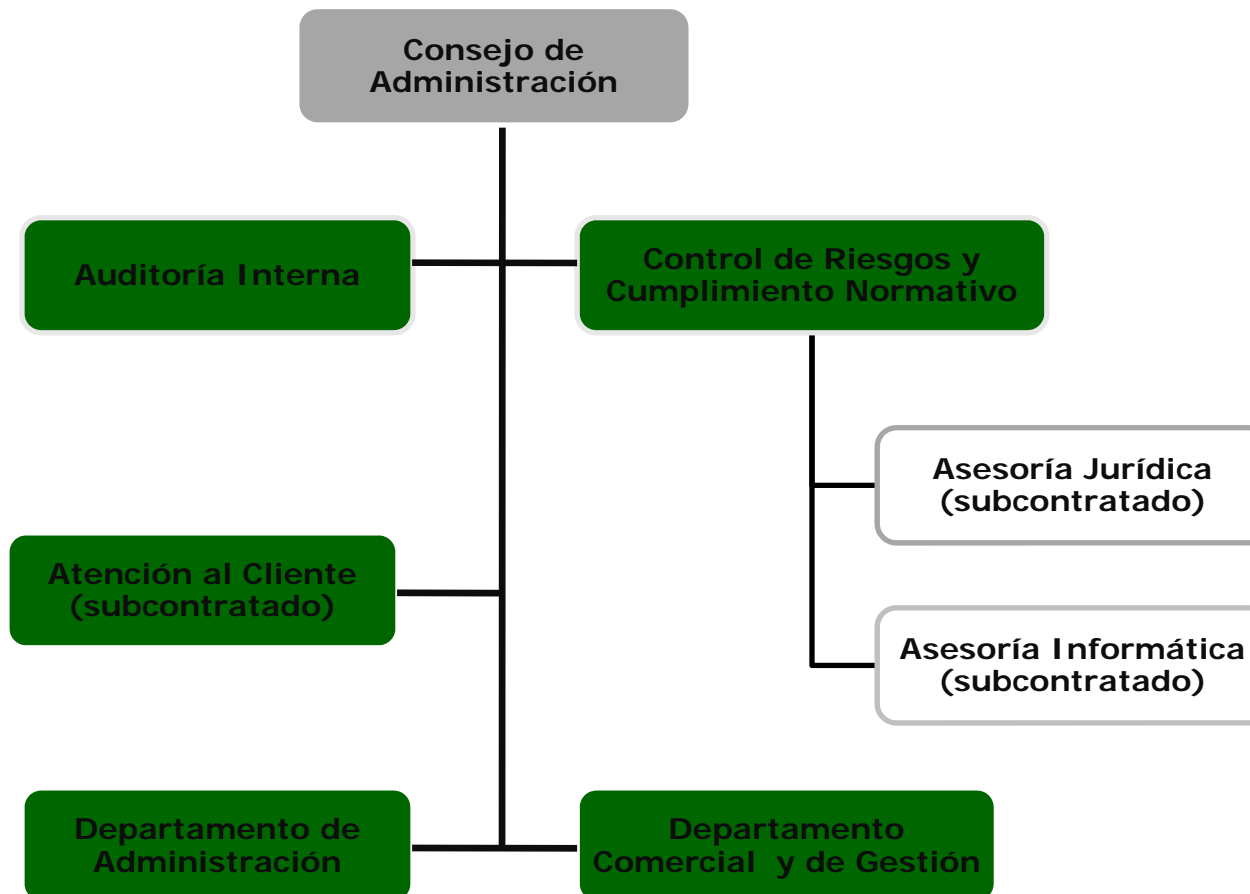 Consejo de
Administración
Auditoría Interna
Control de Riesgos y
Cumplimiento Normativo
Asesoría Jurídica
(subcontratado)
Atención al Cliente
(subcontratado)
Asesoría Informática
(subcontratado)
Departamento de
Administración
Departamento
Comercial y de Gestión